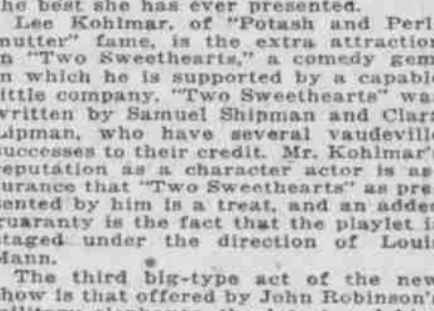 the best she has ever presented.
Lee Kohlmar, of "Potash and Perl-
mutter" fame, is the extra attraction
in "Two Sweethearts," a comedy gem
in which he is supported by a capable
little company. "Two Sweethearts" was
written by Samuel Shipman and Clara
Lipman, who have several vaudeville
successes to their credit. Mr. Kohlmar's
reputation as a character actor is as-
surance that "Two Sweethearts" as pre-
sented by him is a treat, and an added
guaranty is the fact that the playlet is
staged under the direction of Louis
Mann.
The third big-type act of the new
show is that offered by John Robinson's